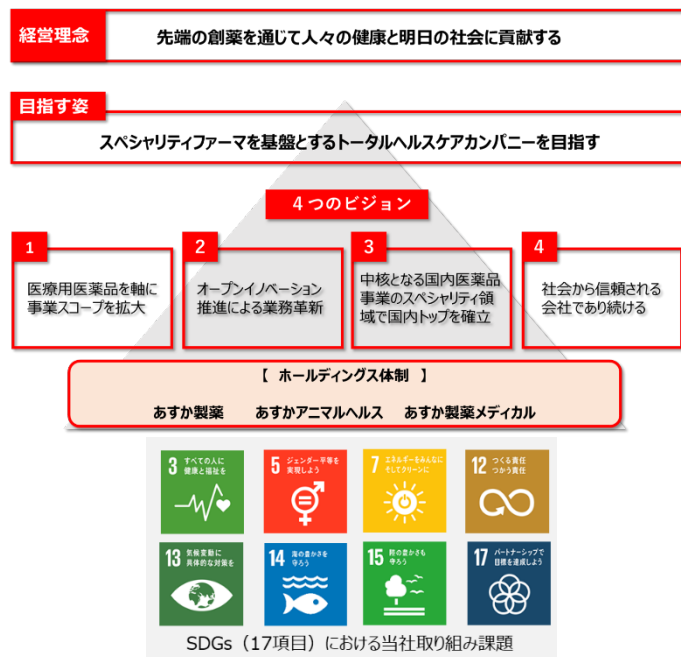 経営理念
先端の創薬を通じて人々の健康と明日の社会に貢献する
目指す姿
スペシャリティファーマを基盤とするトータルヘルスケアカンパニーを目指す
4つのビジョン
1
医療用医薬品を軸に
事業スコープを拡大
2
オープンイノベーション
推進による業務革新
3
中核となる国内医薬品
事業のスペシャリティ領
域で国内トップを確立
4
社会から信頼される
会社であり続ける
【 ホールディングス体制 】
あすか製薬 あすかアニマルヘルス あすか製薬メディカル
3 すべての人に
健康と福祉を
5 ジェンダー平等を
実現しよう
7 エネルギーをみんなに
そしてクリーンに
12 つくる責任
つかう責任
13 気候変動に
具体的な対策を
14 海の豊かさを
守ろう
15 陸の豊かさも
守ろう
17 パートナーシップで
目標を達成しよう
SDGs（17項目）における当社取り組み課題